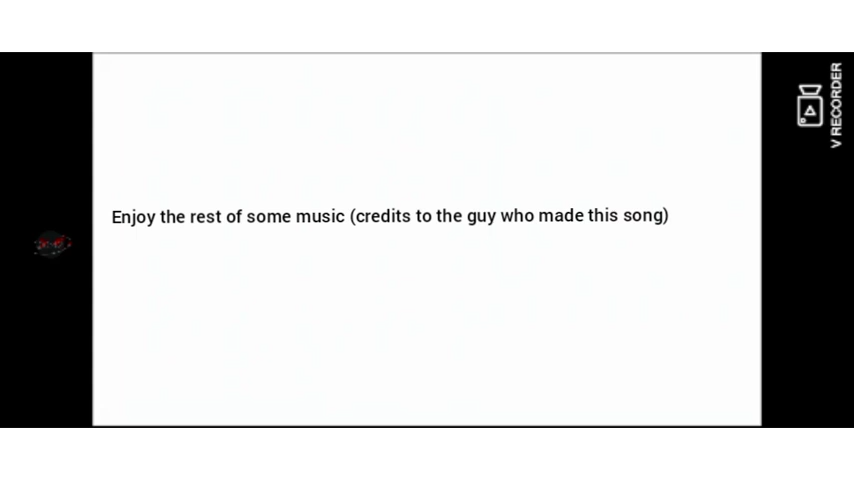 Enjoy the rest of some music (credits to the guy who made this song)
V RECORDER